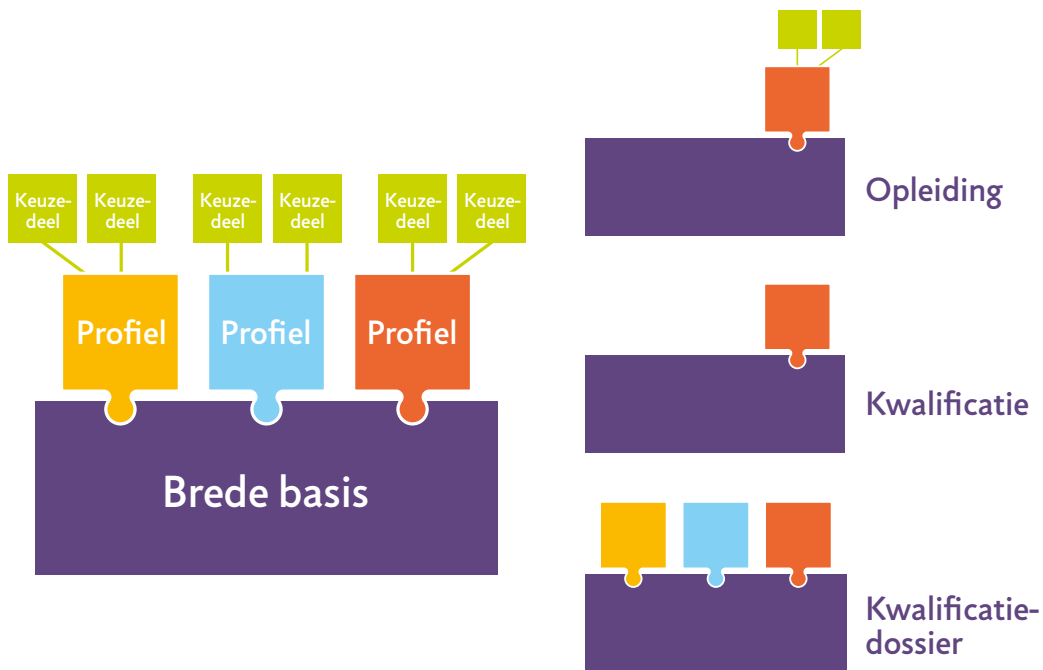 Keuze-
deel
Keuze-
deel
Keuze-
deel
Keuze-
deel
Keuze-
deel
Keuze-
deel
Profiel
Profiel
Profiel
Brede basis
Opleiding
Kwalificatie
Kwalificatie-
dossier